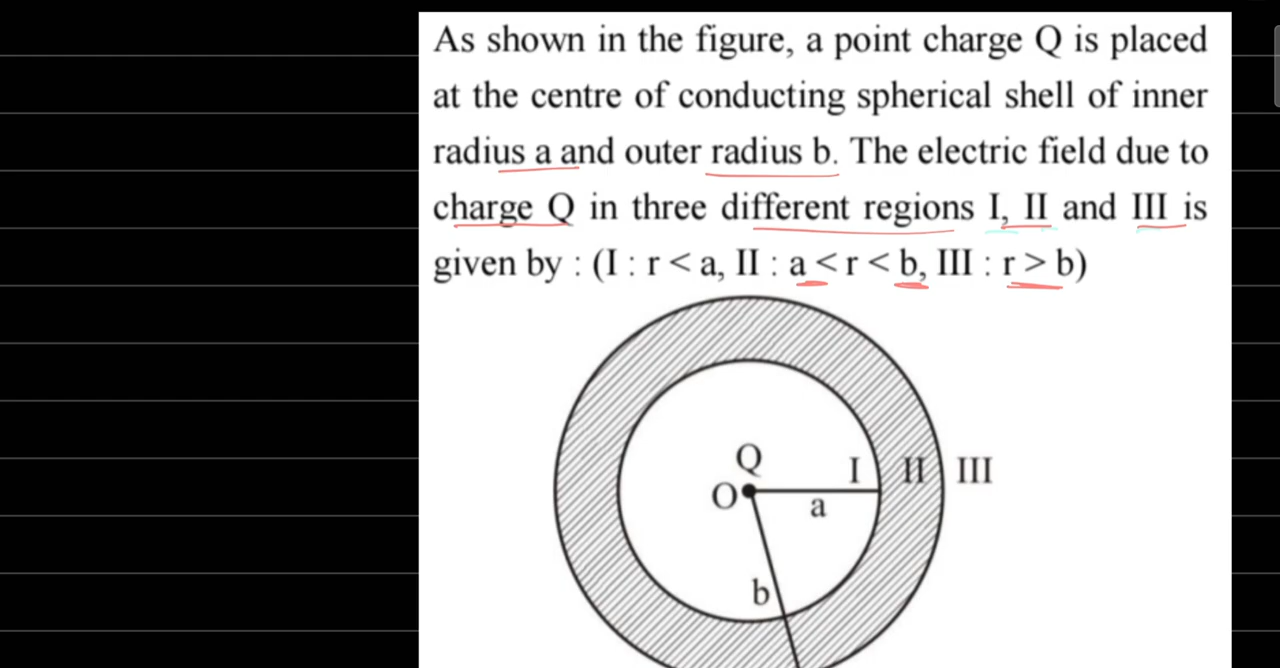 As shown in the figure, a point charge Q is placed
at the centre of conducting spherical shell of inner
radius a and outer radius b. The electric field due to
charge Q in three different regions I, II and III is
given by : (I : r < a, II : a < r < b, III : r > b)
Q
I II III
O
a
b